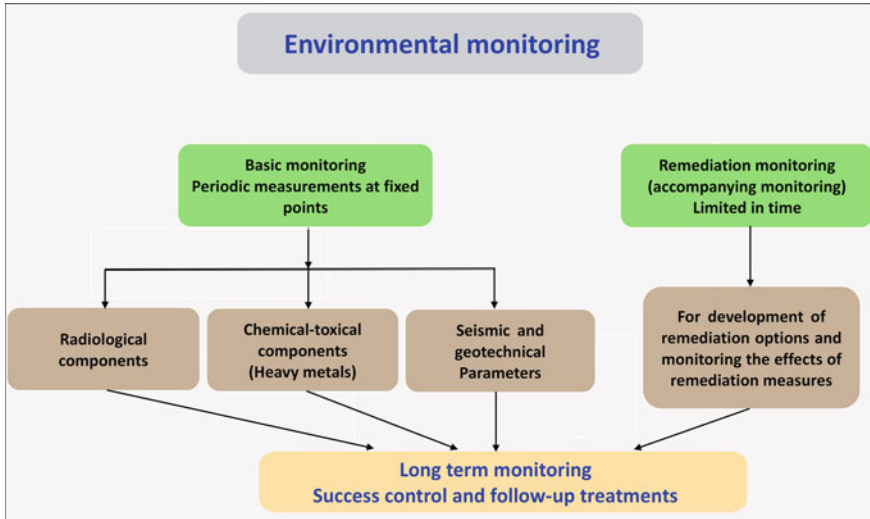 Environmental monitoring
Basic monitoring
Periodic measurements at fixed
points
Remediation monitoring
(accompanying monitoring)
Limited in time
Radiological
components
Chemical-toxical
components
(Heavy metals)
Seismic and
geotechnical
Parameters
For development of
remediation options and
monitoring the effects of
remediation measures
Long term monitoring
Success control and follow-up treatments